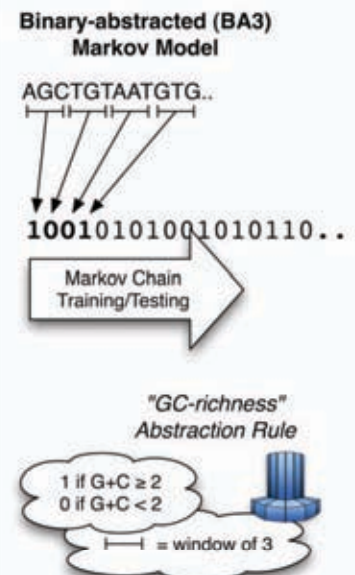 Binary-abstracted (BA3)
Markov Model
AGCTGTAATGTG..
1001010101001010110..
Markov Chain
Training/Testing
"GC-richness"
Abstraction Rule
1 if G+C ≥ 2
0 if G+C < 2
= window of 3